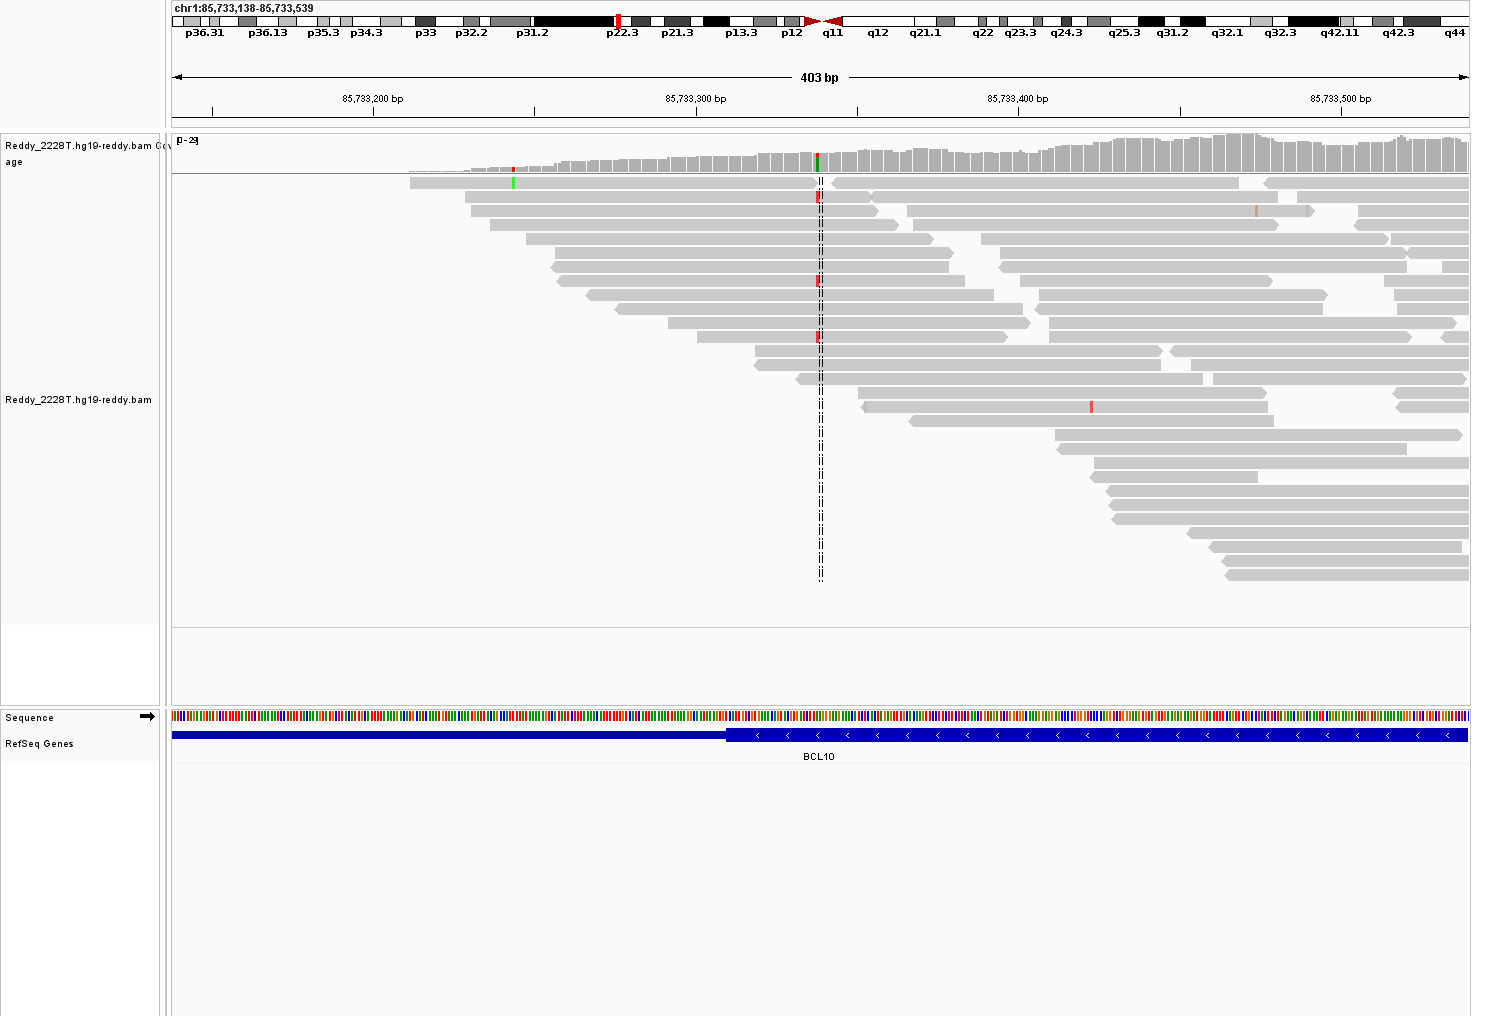 chr1:85,733,138-85,733,539
p36.31 p36.13 p35.3 p34.3 p33 p32.2 p31.2 p22.3 p21.3 p13.3 p12 q11 q12 q21.1 q22 q23.3 q24.3 q25.3 q31.2 q32.1 q32.3 q42.11 q42.3 q44
403 bp
85,733,200 bp 85,733,300 bp 85,733,400 bp 85,733,500 bp
[0-29]
Reddy_2228T.hg19-reddy.bam Cov
age
Reddy_2228T.hg19-reddy.bam
Sequence
RefSeq Genes
BCL10